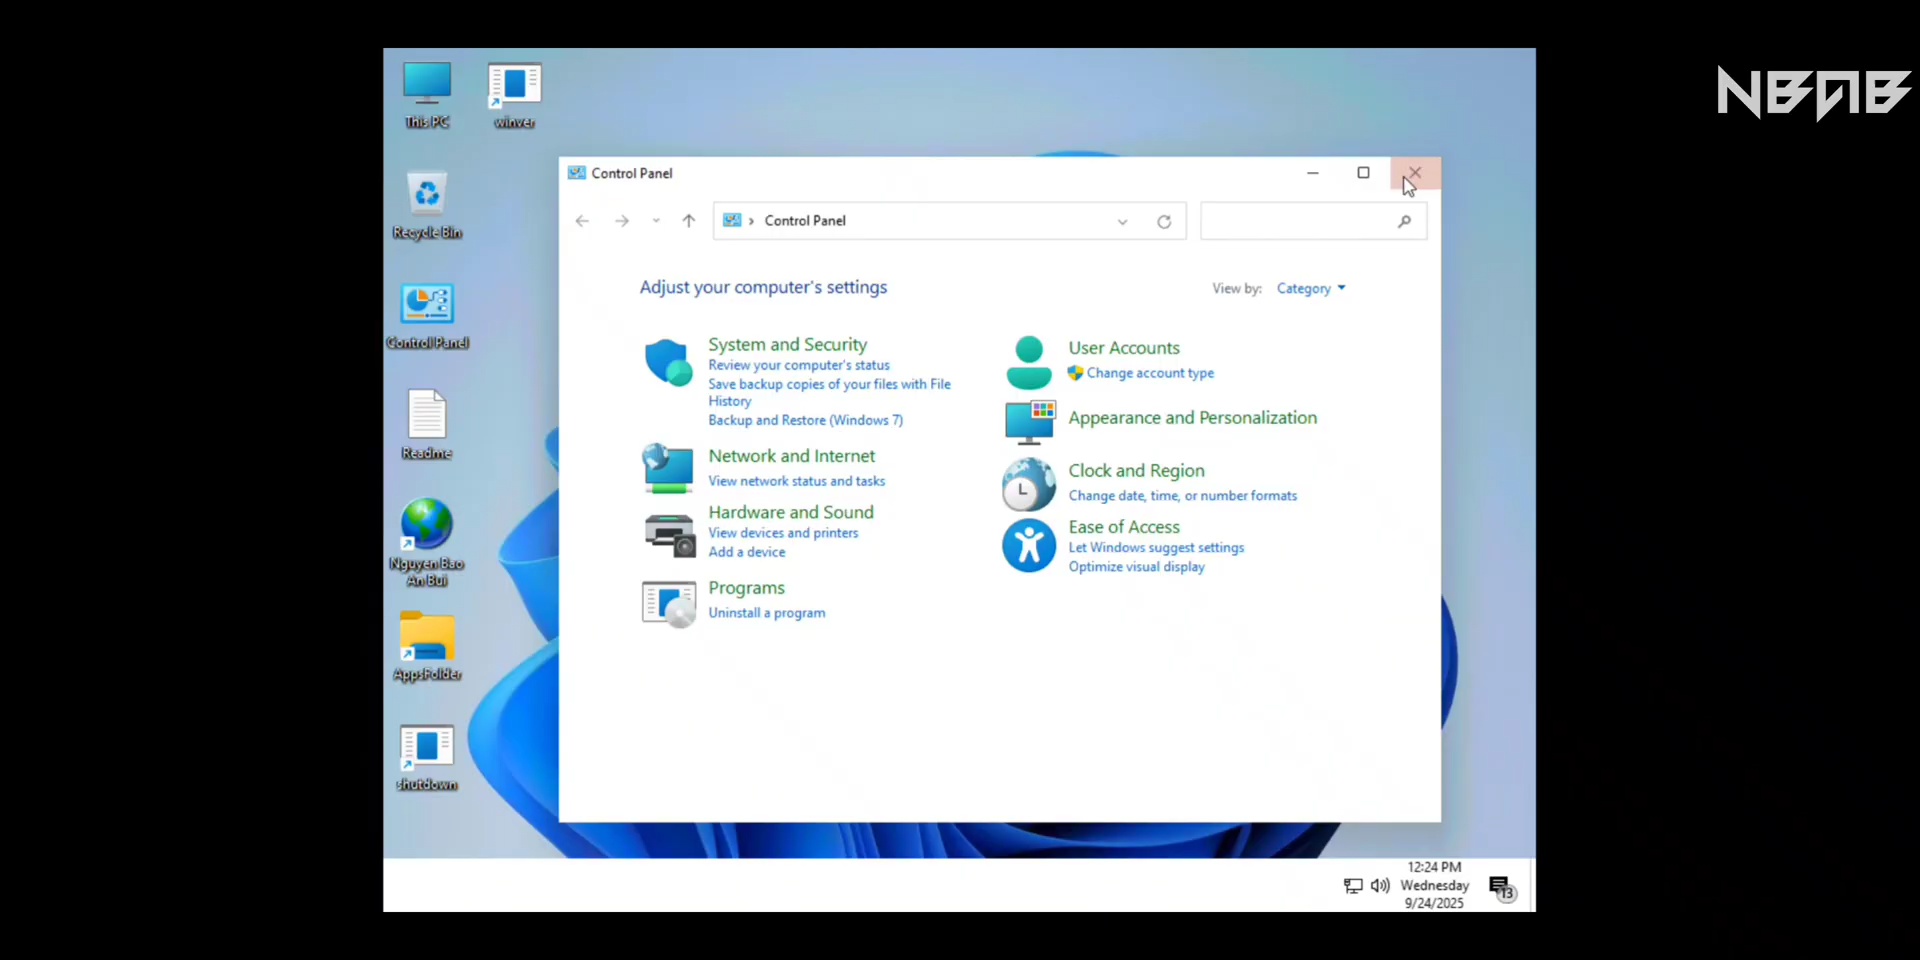 NBAB
This PC
winver
Recycle Bin
Control Panel
Readme
Nguyen Bao
An Bui
AppsFolder
shutdown
Control Panel
Control Panel
Adjust your computer's settings
View by: Category
System and Security
Review your computer's status
Save backup copies of your files with File
History
Backup and Restore (Windows 7)
Network and Internet
View network status and tasks
Hardware and Sound
View devices and printers
Add a device
Programs
Uninstall a program
User Accounts
Change account type
Appearance and Personalization
Clock and Region
Change date, time, or number formats
Ease of Access
Let Windows suggest settings
Optimize visual display
12:24 PM
Wednesday
9/24/2025
13